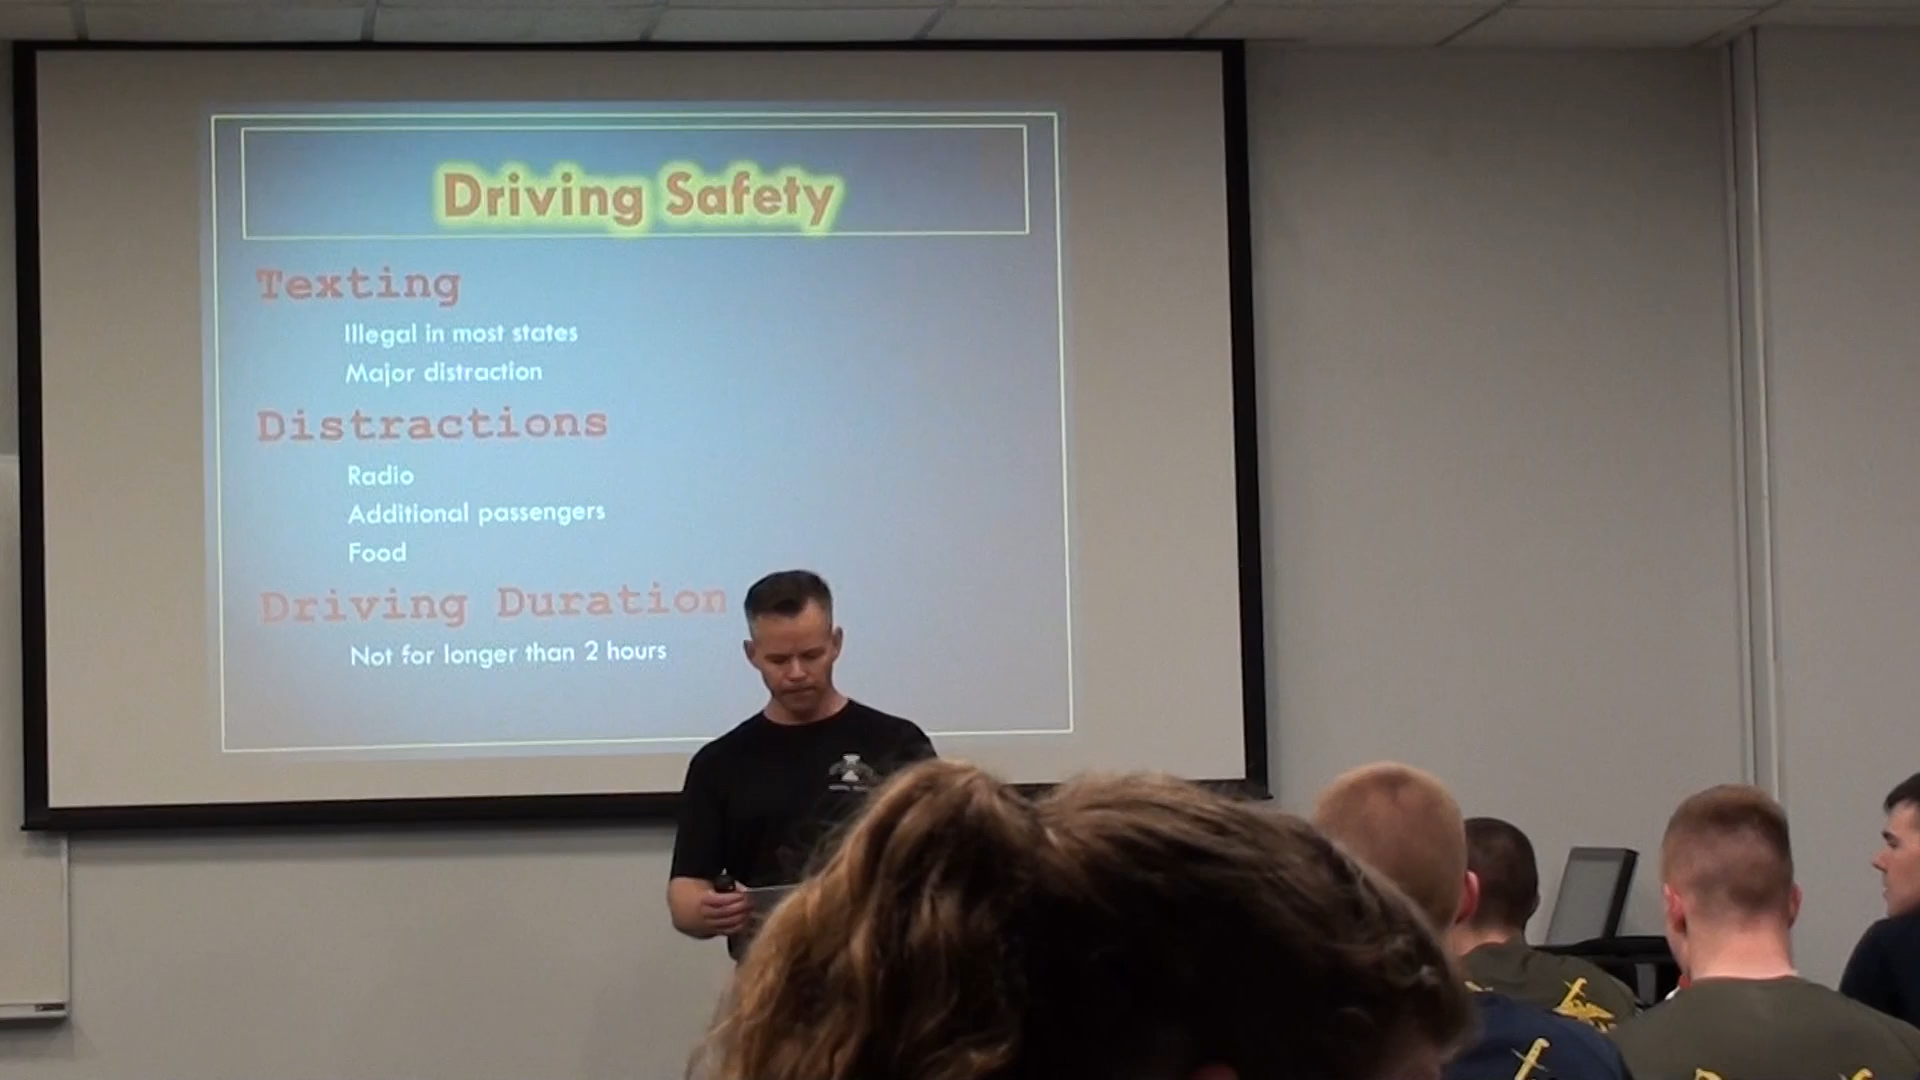 Driving Safety
Texting
Illegal in most states
Major distraction
Distractions
Radio
Additional passengers
Food
Driving Duration
Not for longer than 2 hours